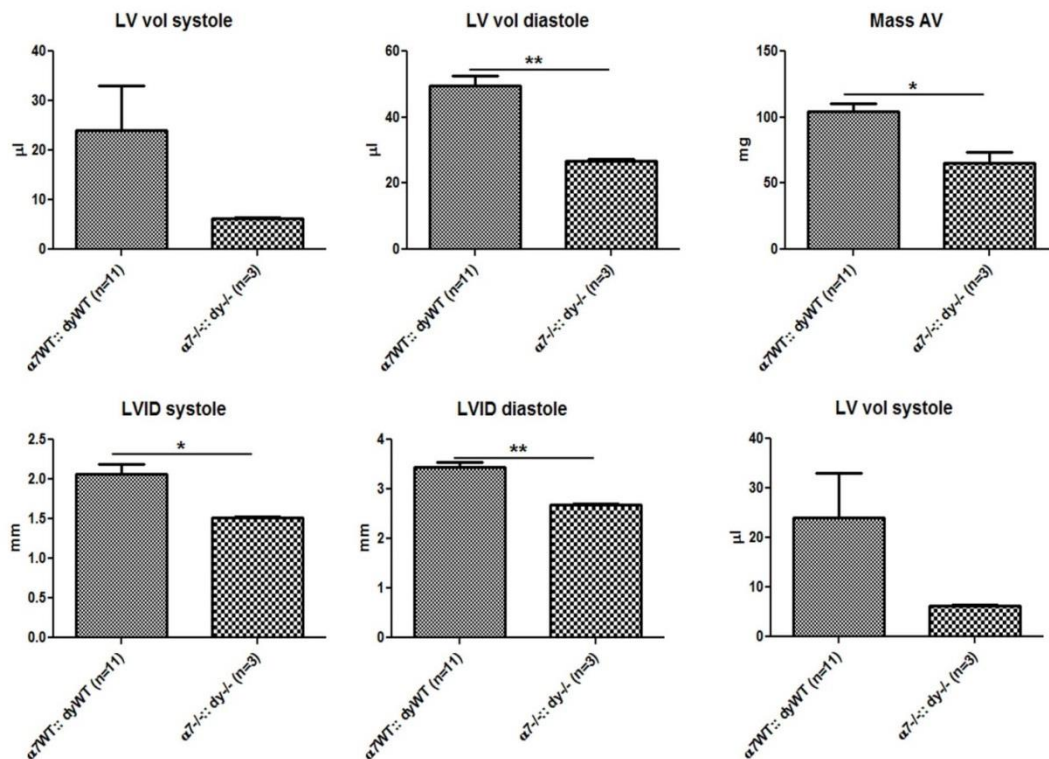 LV vol systole
40
30
20
10
0
µl
α7WT:: dyWT (n=11)
α7-/-:: dy-/- (n=3)
LV vol diastole
60
40
20
0
µl
**
α7WT:: dyWT (n=11)
α7-/-:: dy-/- (n=3)
Mass AV
150
100
50
0
mg
*
α7WT:: dyWT (n=11)
α7-/-:: dy-/- (n=3)
LVID systole
2.5
2.0
1.5
1.0
0.5
0.0
mm
*
α7WT:: dyWT (n=11)
α7-/-:: dy-/- (n=3)
LVID diastole
4
3
2
1
0
mm
**
α7WT:: dyWT (n=11)
α7-/-:: dy-/- (n=3)
LV vol systole
40
30
20
10
0
µl
α7WT:: dyWT (n=11)
α7-/-:: dy-/- (n=3)